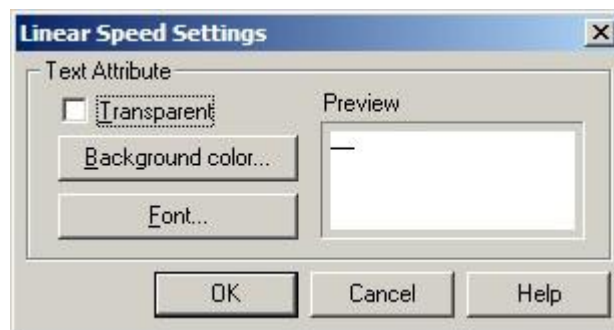 Linear Speed Settings
Text Attribute
Transparent
Preview
Background color...
Font...
OK
Cancel
Help